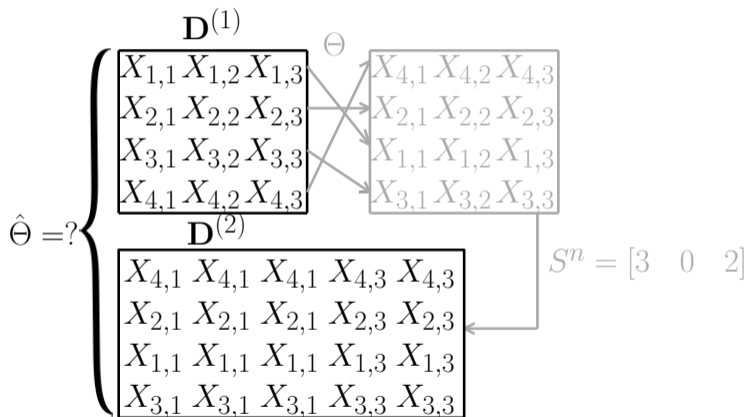 D^(1)
Θ
X_{1,1} X_{1,2} X_{1,3}
X_{2,1} X_{2,2} X_{2,3}
X_{3,1} X_{3,2} X_{3,3}
X_{4,1} X_{4,2} X_{4,3}
X_{4,1} X_{4,2} X_{4,3}
X_{2,1} X_{2,2} X_{2,3}
X_{1,1} X_{1,2} X_{1,3}
X_{3,1} X_{3,2} X_{3,3}
Θ̂ =?
D^(2)
S^n = [3 0 2]
X_{4,1} X_{4,1} X_{4,1} X_{4,3} X_{4,3}
X_{2,1} X_{2,1} X_{2,1} X_{2,3} X_{2,3}
X_{1,1} X_{1,1} X_{1,1} X_{1,3} X_{1,3}
X_{3,1} X_{3,1} X_{3,1} X_{3,3} X_{3,3}